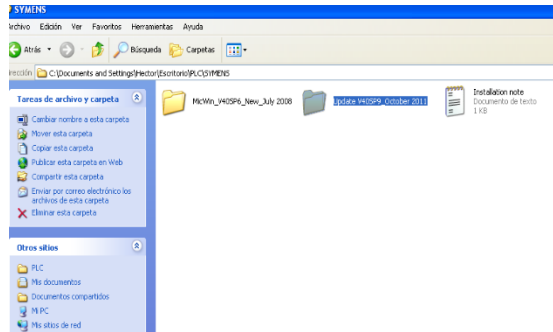 SYMENS
Archivo Edición Ver Favoritos Herramientas Ayuda
Atrás Búsqueda Carpetas
Dirección C:\Documents and Settings\Hector\Escritorio\PLC\SYMENS
Tareas de archivo y carpeta
Cambiar nombre a esta carpeta
Mover esta carpeta
Copiar esta carpeta
Publicar esta carpeta en Web
Compartir esta carpeta
Enviar por correo electrónico los
archivos de esta carpeta
Eliminar esta carpeta
Otros sitios
PLC
Mis documentos
Documentos compartidos
Mi PC
Mis sitios de red
McWin_V40SP6_New_July 2008
Update V40SP9_October 2011
Installation note
Documento de texto
1 KB